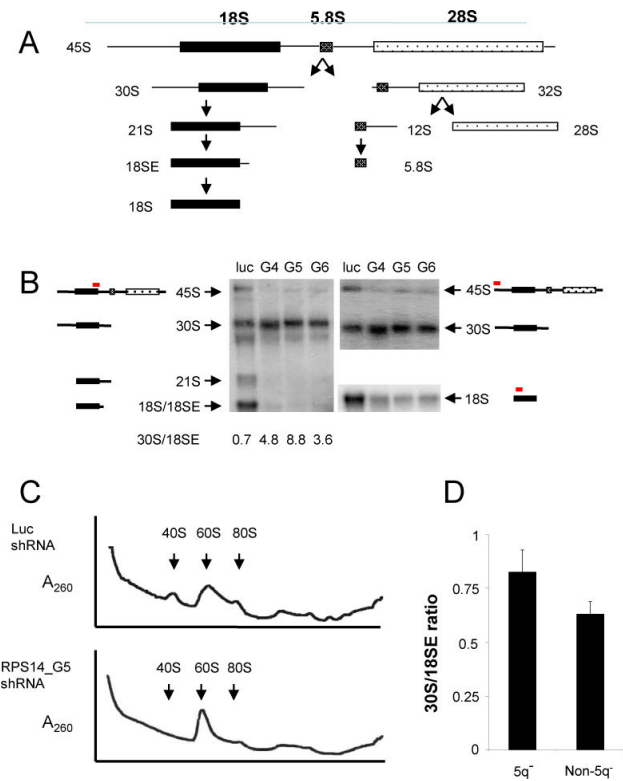 18S 5.8S 28S
A
45S
30S 32S
21S 12S 28S
18SE 5.8S
18S
B
luc G4 G5 G6 luc G4 G5 G6
45S 45S
30S 30S
21S
18S/18SE 18S
30S/18SE 0.7 4.8 8.8 3.6
C
Luc
shRNA
40S 60S 80S
A260
RPS14_G5
shRNA
40S 60S 80S
A260
D
30S/18SE ratio
1
0.75
0.5
0.25
0
5q- Non-5q-